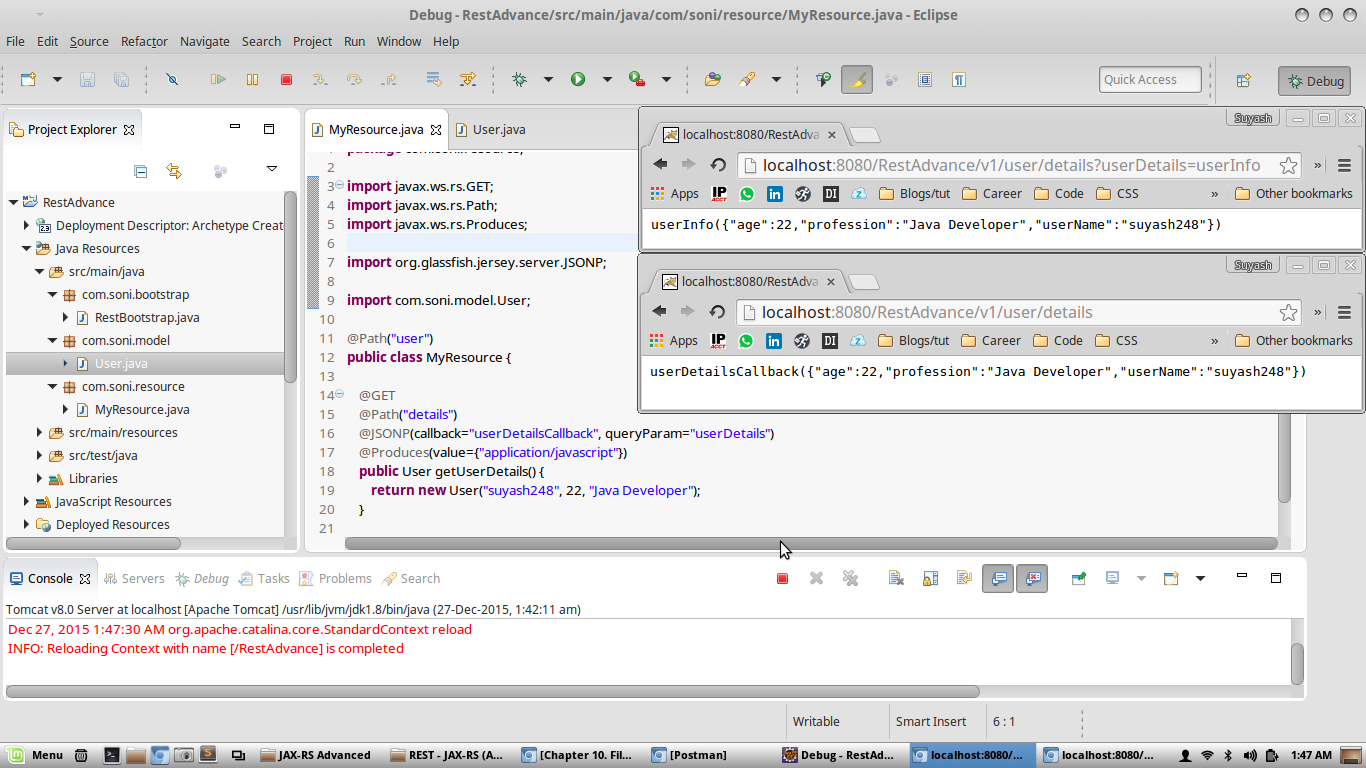 Debug - RestAdvance/src/main/java/com/soni/resource/MyResource.java - Eclipse
File Edit Source Refactor Navigate Search Project Run Window Help
Quick Access
Debug
Project Explorer
RestAdvance
Deployment Descriptor: Archetype Creat
Java Resources
src/main/java
com.soni.bootstrap
RestBootstrap.java
com.soni.model
User.java
com.soni.resource
MyResource.java
src/main/resources
src/test/java
Libraries
JavaScript Resources
Deployed Resources
MyResource.java User.java
2
3 import javax.ws.rs.GET;
4 import javax.ws.rs.Path;
5 import javax.ws.rs.Produces;
6
7 import org.glassfish.jersey.server.JSONP;
8
9 import com.soni.model.User;
10
11 @Path("user")
12 public class MyResource {
13
14 @GET
15 @Path("details")
16 @JSONP(callback="userDetailsCallback", queryParam="userDetails")
17 @Produces(value={"application/javascript"})
18 public User getUserDetails() {
19 return new User("suyash248", 22, "Java Developer");
20 }
21
Suyash
localhost:8080/RestAdva
localhost:8080/RestAdvance/v1/user/details?userDetails=userInfo
Apps IP ACCT in DI Z Blogs/tut Career Code CSS » Other bookmarks
userInfo({"age":22,"profession":"Java Developer","userName":"suyash248"})
Suyash
localhost:8080/RestAdva
localhost:8080/RestAdvance/v1/user/details
Apps IP ACCT in DI Z Blogs/tut Career Code CSS » Other bookmarks
userDetailsCallback({"age":22,"profession":"Java Developer","userName":"suyash248"})
Console Servers Debug Tasks Problems Search
Tomcat v8.0 Server at localhost [Apache Tomcat] /usr/lib/jvm/jdk1.8/bin/java (27-Dec-2015, 1:42:11 am)
Dec 27, 2015 1:47:30 AM org.apache.catalina.core.StandardContext reload
INFO: Reloading Context with name [/RestAdvance] is completed
Writable Smart Insert 6 : 1
Menu JAX-RS Advanced REST - JAX-RS (A... [Chapter 10. Fil... [Postman] Debug - RestAd... localhost:8080/... localhost:8080/... 1:47 AM